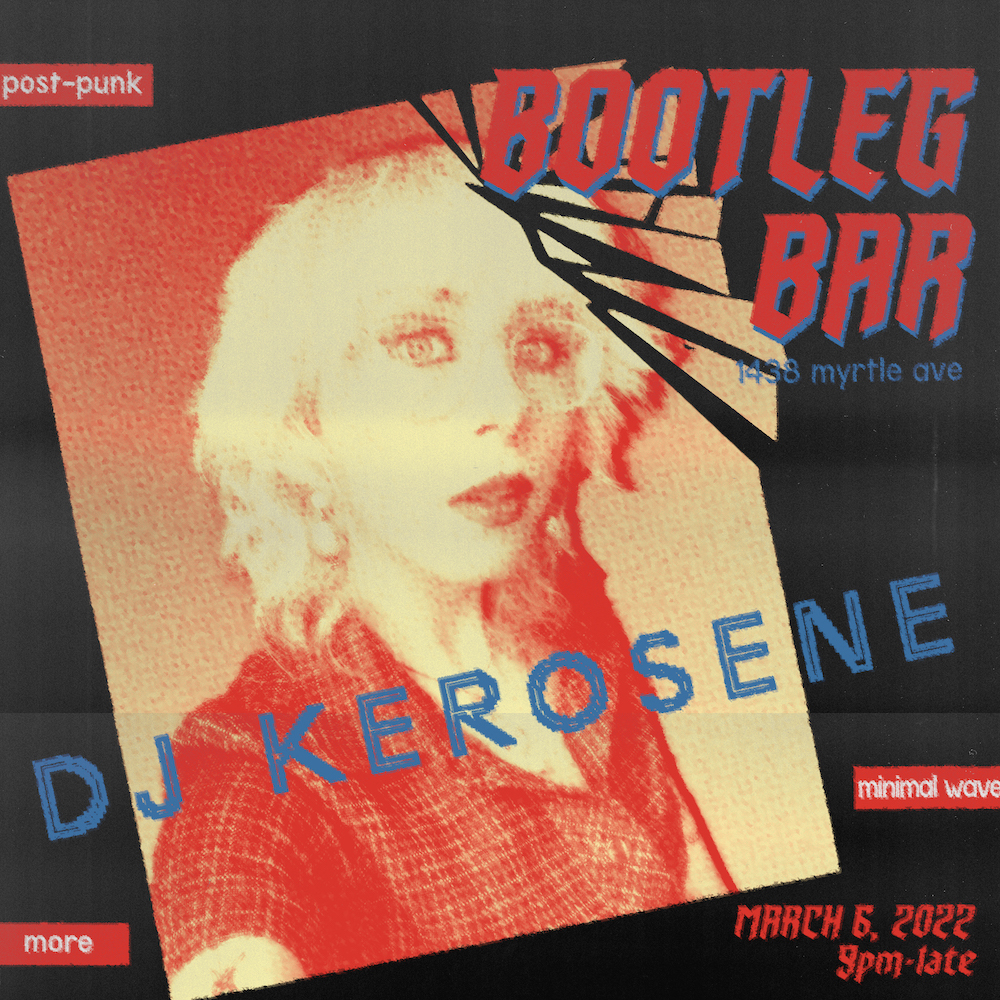 post-punk
BOOTLEG
BAR
1438 myrtle ave
DJ KEROSENE
minimal wave
more
MARCH 6, 2022
9pm-late